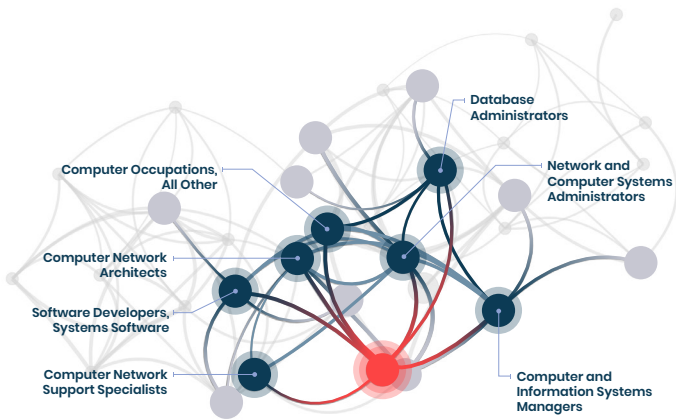 Database
Administrators
Network and
Computer Systems
Administrators
Computer Occupations,
All Other
Computer Network
Architects
Software Developers,
Systems Software
Computer Network
Support Specialists
Computer and
Information Systems
Managers